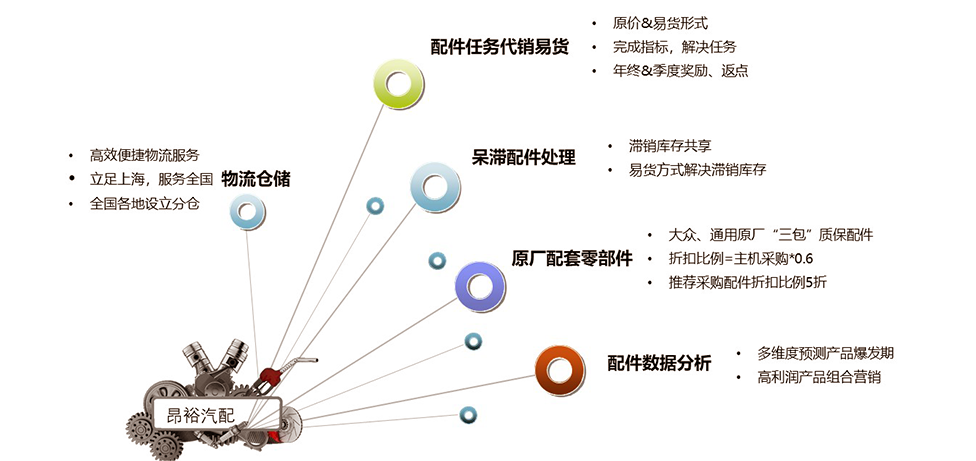 配件任务代销易货
• 原价&易货形式
• 完成指标，解决任务
• 年终&季度奖励、返点
呆滞配件处理
• 滞销库存共享
• 易货方式解决滞销库存
• 高效便捷物流服务
• 立足上海，服务全国
• 全国各地设立分仓
物流仓储
原厂配套零部件
• 大众、通用原厂“三包”质保配件
• 折扣比例=主机采购*0.6
• 推荐采购配件折扣比例5折
配件数据分析
• 多维度预测产品爆发期
• 高利润产品组合营销
昂裕汽配